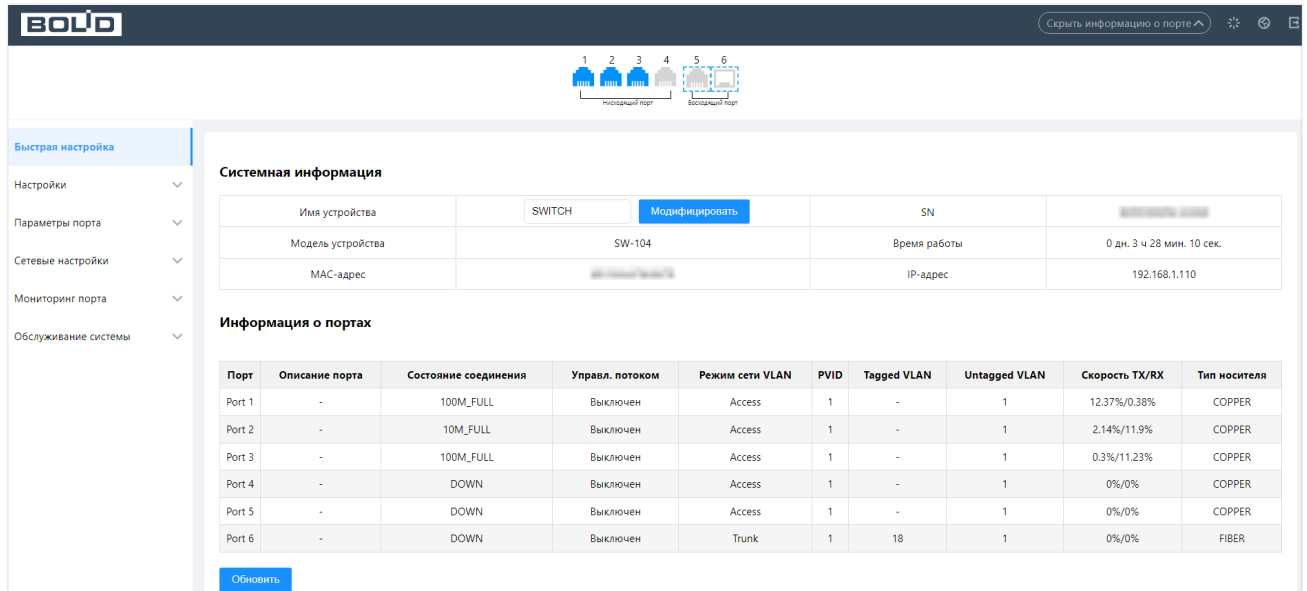 BOLID
Скрыть информацию о порте
1 2 3 4 5 6
Нисходящий порт Восходящий порт
Быстрая настройка
Настройки
Параметры порта
Сетевые настройки
Мониторинг порта
Обслуживание системы
Системная информация
Имя устройства SWITCH Модифицировать SN
Модель устройства SW-104 Время работы 0 дн. 3 ч 28 мин. 10 сек.
MAC-адрес IP-адрес 192.168.1.110
Информация о портах
Порт Описание порта Состояние соединения Управл. потоком Режим сети VLAN PVID Tagged VLAN Untagged VLAN Скорость TX/RX Тип носителя
Port 1 - 100M_FULL Выключен Access 1 - 1 12.37%/0.38% COPPER
Port 2 - 10M_FULL Выключен Access 1 - 1 2.14%/11.9% COPPER
Port 3 - 100M_FULL Выключен Access 1 - 1 0.3%/11.23% COPPER
Port 4 - DOWN Выключен Access 1 - 1 0%/0% COPPER
Port 5 - DOWN Выключен Access 1 - 1 0%/0% COPPER
Port 6 - DOWN Выключен Trunk 1 18 1 0%/0% FIBER
Обновить